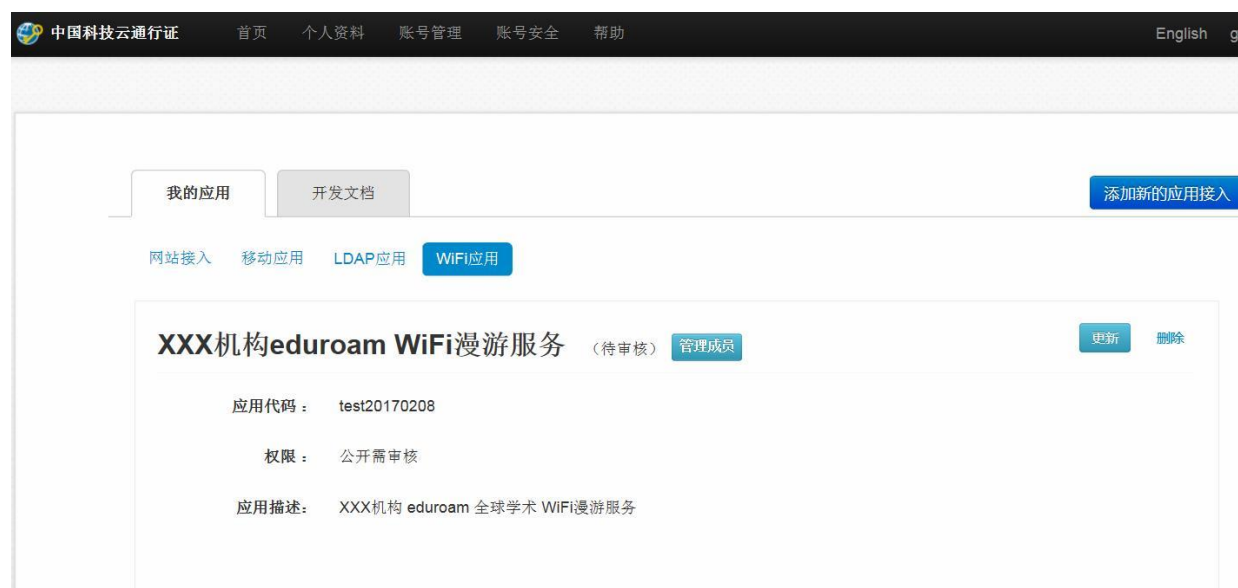 中国科技云通行证 首页 个人资料 账号管理 账号安全 帮助 English g
我的应用 开发文档 添加新的应用接入
网站接入 移动应用 LDAP应用 WiFi应用
XXX机构eduroam WiFi漫游服务 （待审核） 管理成员 更新 删除
应用代码： test20170208
权限： 公开需审核
应用描述: XXX机构 eduroam 全球学术 WiFi漫游服务